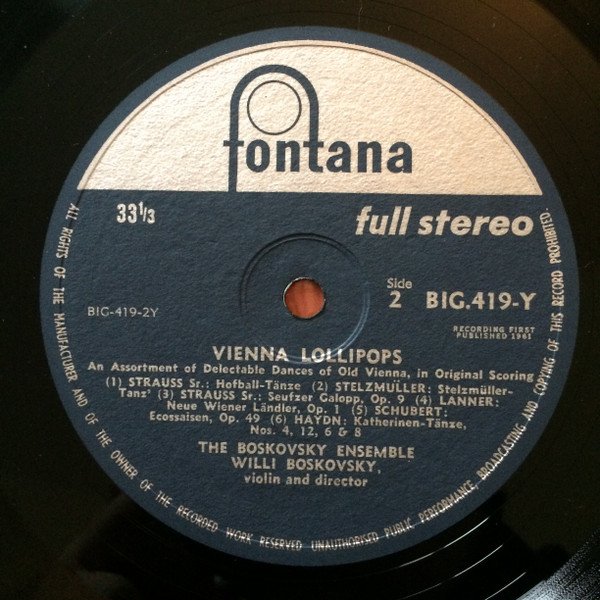 fontana
33 1/3
full stereo
Side
2 BIG.419-Y
BIG-419-2Y
RECORDING FIRST
PUBLISHED 1961
VIENNA LOLLIPOPS
An Assortment of Delectable Dances of Old Vienna, in Original Scoring
(1) STRAUSS Sr.: Hofball-Tänze (2) STELZMULLER: Stelzmüller-
Tanz' (3) STRAUSS Sr.: Seufzer Galopp, Op. 9 (4) LANNER:
Neue Wiener Ländler, Op. 1 (5) SCHUBERT:
Ecossaisen, Op. 49 (6) HAYDN: Katherinen-Tänze,
Nos. 4, 12, 6 & 8
THE BOSKOVSKY ENSEMBLE
WILLI BOSKOVSKY,
violin and director
ALL RIGHTS OF THE MANUFACTURER AND OF THE OWNER OF THE RECORDED WORK RESERVED. UNAUTHORISED PUBLIC PERFORMANCE, BROADCASTING AND COPYING OF THIS RECORD PROHIBITED.